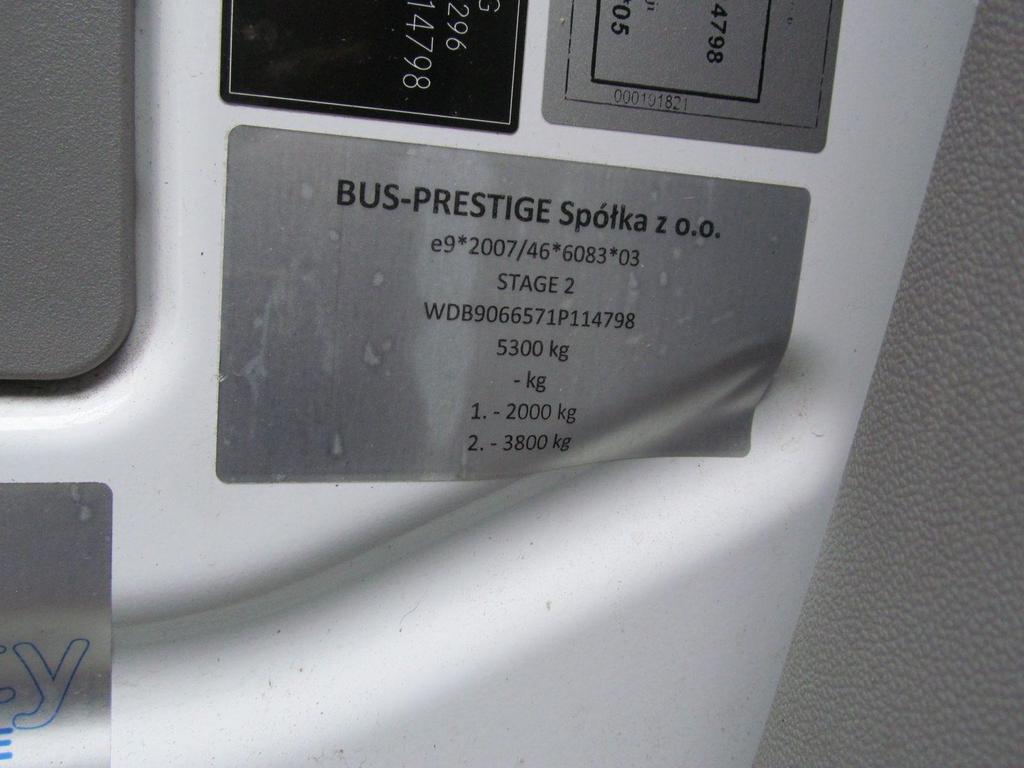 G
296
14798
4798
T05
000191821
BUS-PRESTIGE Spółka z o.o.
e9*2007/46*6083*03
STAGE 2
WDB9066571P114798
5300 kg
- kg
1. - 2000 kg
2. - 3800 kg